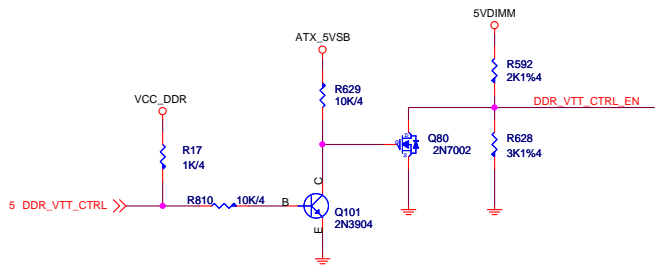 5VDIMM
ATX_5VSB
R592
2K1%4
R629
10K/4
VCC_DDR
DDR_VTT_CTRL_EN
R17
1K/4
Q80
2N7002
R628
3K1%4
C
5 DDR_VTT_CTRL
R810 10K/4
B
Q101
2N3904
E